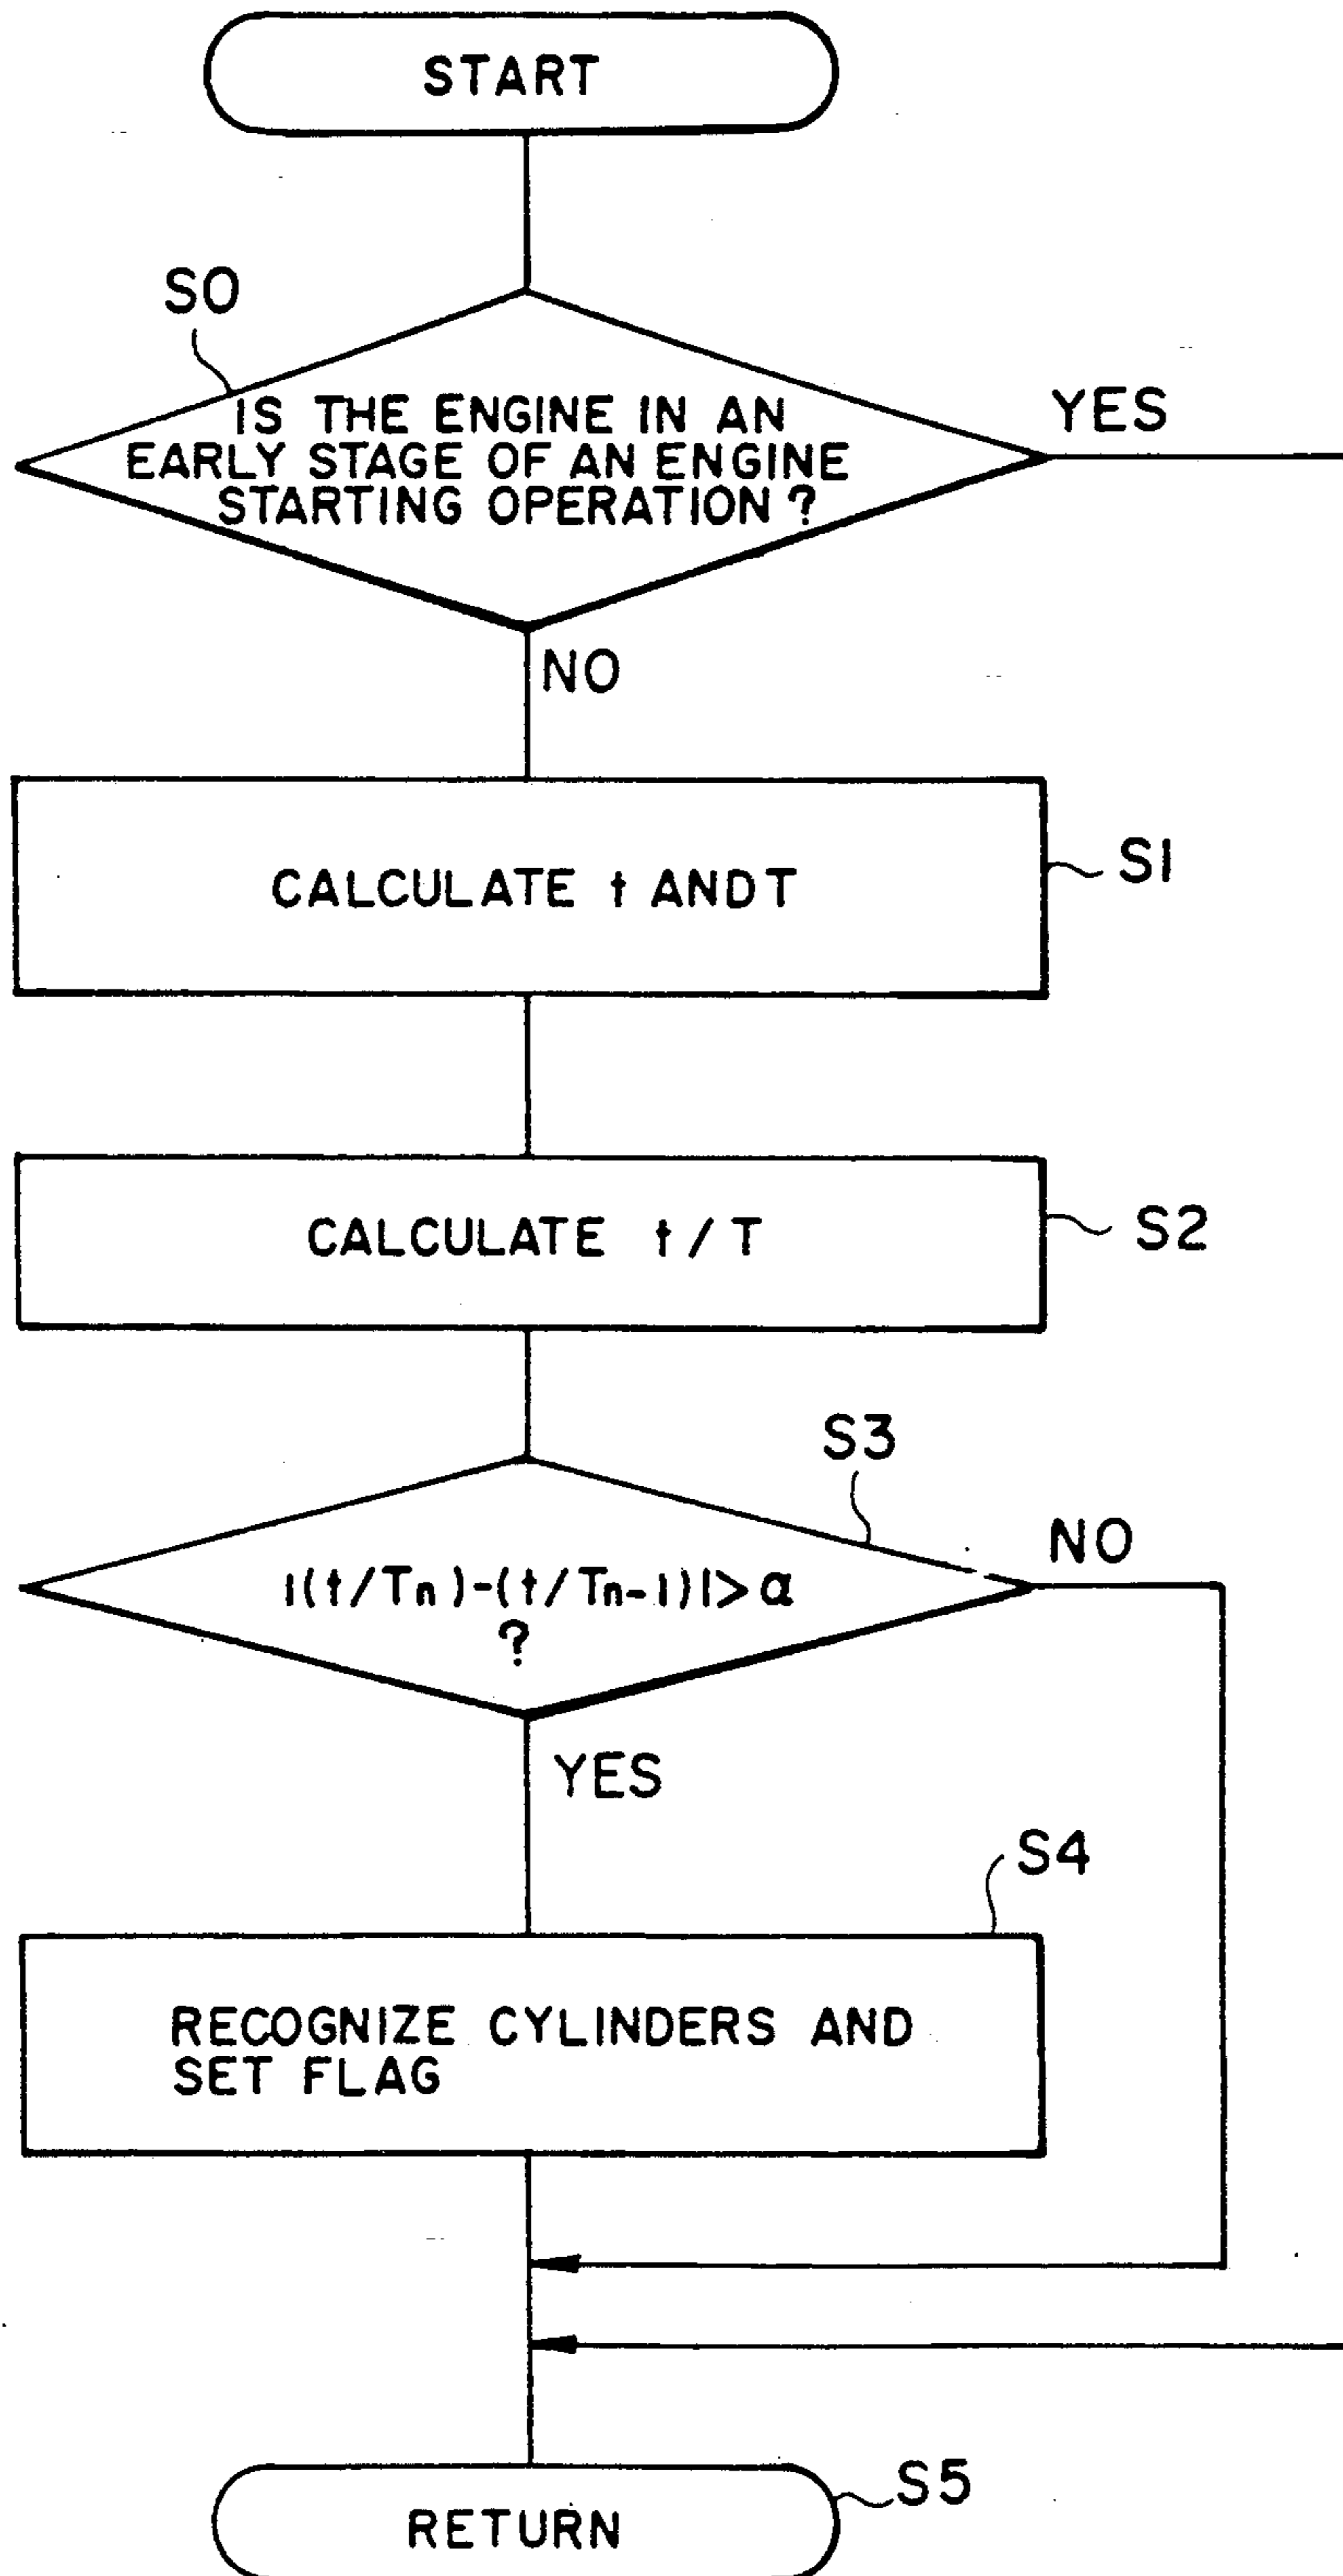 START
S0
IS THE ENGINE IN AN
EARLY STAGE OF AN ENGINE
STARTING OPERATION ?
YES
NO
CALCULATE t AND T
S1
CALCULATE t / T
S2
S3
|(t/Tn)-(t/Tn-1)|>α
?
NO
YES
S4
RECOGNIZE CYLINDERS AND
SET FLAG
RETURN
S5